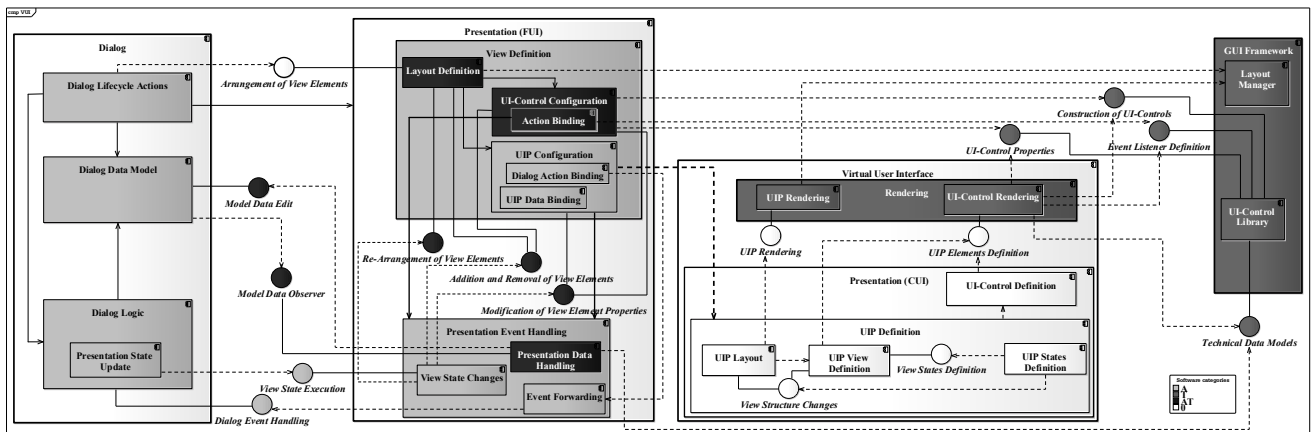 cmp VUI
Dialog
Dialog Lifecycle Actions
Dialog Data Model
Dialog Logic
Presentation State
Update
Arrangement of View Elements
Model Data Edit
Model Data Observer
View State Execution
Dialog Event Handling
Presentation (FUI)
View Definition
Layout Definition
UI-Control Configuration
Action Binding
UIP Configuration
Dialog Action Binding
UIP Data Binding
Re-Arrangement of View Elements
Addition and Removal of View Elements
Modification of View Element Properties
Presentation Event Handling
Presentation Data
Handling
View State Changes
Event Forwarding
Virtual User Interface
Rendering
UIP Rendering
UI-Control Rendering
UIP Rendering
UIP Elements Definition
Presentation (CUI)
UI-Control Definition
UIP Definition
UIP Layout
UIP View
Definition
UIP States
Definition
View States Definition
View Structure Changes
Construction of UI-Controls
UI-Control Properties
Event Listener Definition
GUI Framework
Layout
Manager
UI-Control
Library
Technical Data Models
Software categories
A
T
AT
0